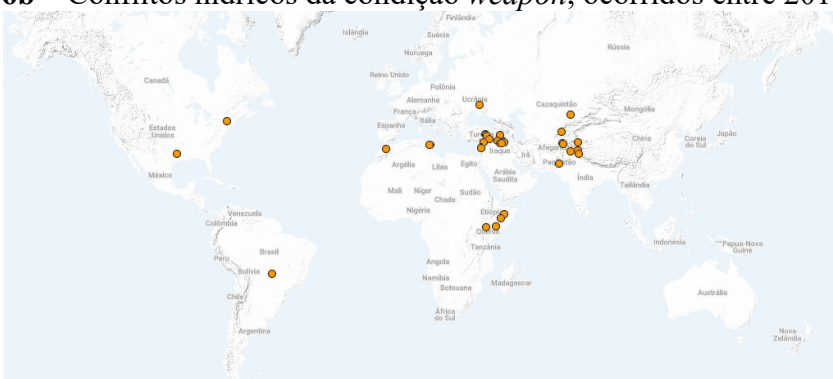 Conflitos hídricos da condição weapon, ocorridos entre 201
Finlândia
Islândia
Suécia
Noruega
Rússia
Canadá
Reino Unido
Polônia
Alemanha
Ucrânia
Cazaquistão
Mongólia
França
Itália
Estados
Unidos
Espanha
China
Coreia
do Sul
Japão
Iraque
Irã
Argélia
Líbia
Egito
Arábia
Saudita
Índia
México
Mali
Níger
Chade
Sudão
Tailândia
Nigéria
Etiópia
Venezuela
Colômbia
Quênia
Indonésia
Papua-Nova
Guiné
Tanzânia
Brasil
Peru
Angola
Bolívia
Namíbia
Botsuana
Madagascar
Austrália
Chile
África
do Sul
Argentina
Nova
Zelândia